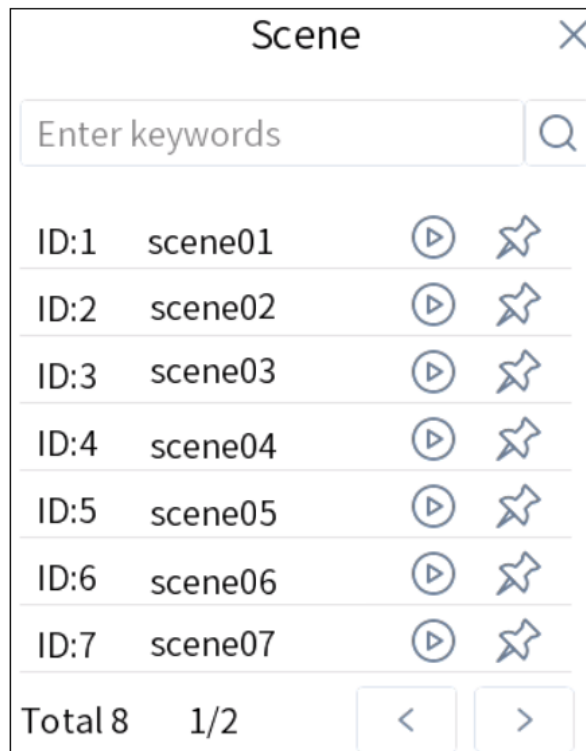 Scene
Enter keywords
ID:1 scene01
ID:2 scene02
ID:3 scene03
ID:4 scene04
ID:5 scene05
ID:6 scene06
ID:7 scene07
Total 8 1/2 < >